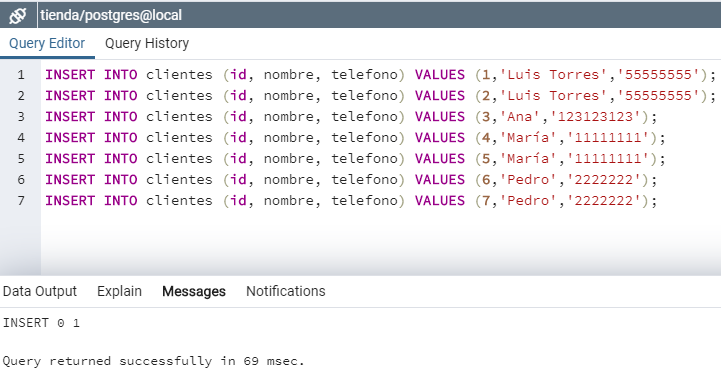 tienda/postgres@local
Query Editor Query History
1 INSERT INTO clientes (id, nombre, telefono) VALUES (1,'Luis Torres','55555555');
2 INSERT INTO clientes (id, nombre, telefono) VALUES (2,'Luis Torres','55555555');
3 INSERT INTO clientes (id, nombre, telefono) VALUES (3,'Ana','123123123');
4 INSERT INTO clientes (id, nombre, telefono) VALUES (4,'María','11111111');
5 INSERT INTO clientes (id, nombre, telefono) VALUES (5,'María','11111111');
6 INSERT INTO clientes (id, nombre, telefono) VALUES (6,'Pedro','2222222');
7 INSERT INTO clientes (id, nombre, telefono) VALUES (7,'Pedro','2222222');
Data Output Explain Messages Notifications
INSERT 0 1
Query returned successfully in 69 msec.